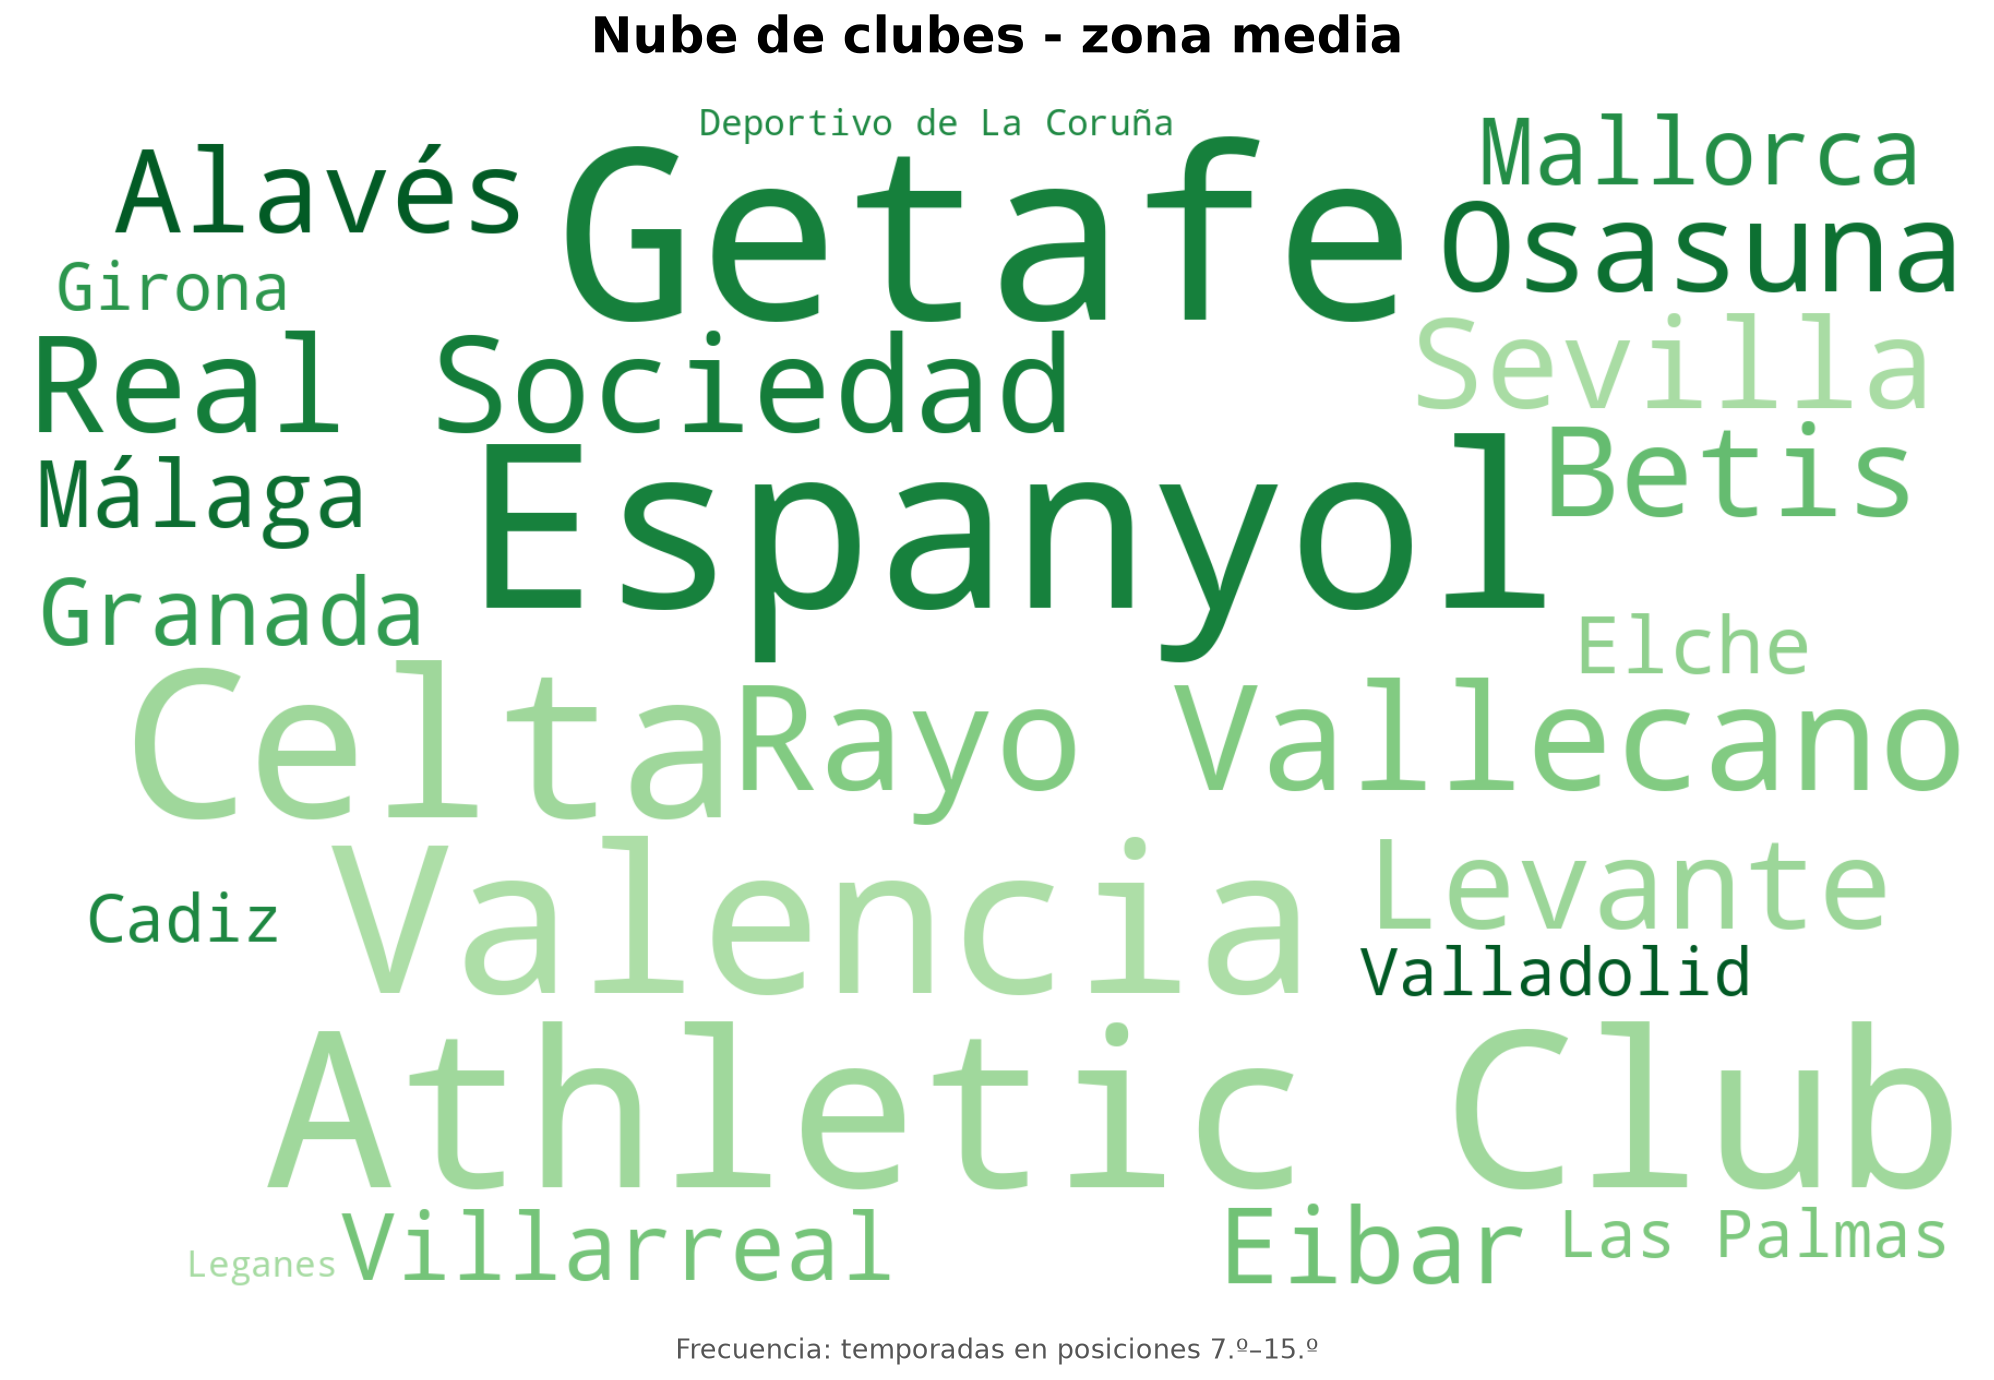 Nube de clubes - zona media
Deportivo de La Coruña
Alavés
Getafe
Mallorca
Osasuna
Girona
Real Sociedad
Sevilla
Málaga
Espanyol
Betis
Granada
Elche
Celta
Rayo Vallecano
Cadiz
Valencia
Levante
Valladolid
Athletic Club
Leganes
Villarreal
Eibar
Las Palmas
Frecuencia: temporadas en posiciones 7.º–15.º